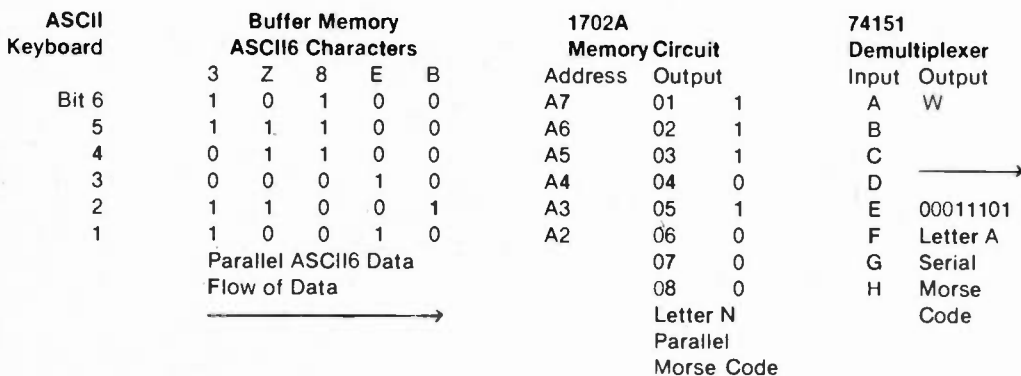 ASCII Buffer Memory 1702A 74151
Keyboard ASCII6 Characters Memory Circuit Demultiplexer
3 Z 8 E B Address Output Input Output
Bit 6 1 0 1 0 0 A7 01 1 A W
5 1 1 1 0 0 A6 02 1 B
4 0 1 1 0 0 A5 03 1 C
3 0 0 0 1 0 A4 04 0 D
2 1 1 0 0 1 A3 05 1 E 00011101
1 1 0 0 1 0 A2 06 0 F Letter A
Parallel ASCII6 Data 07 0 G Serial
Flow of Data 08 0 H Morse
Letter N Code
Parallel
Morse Code